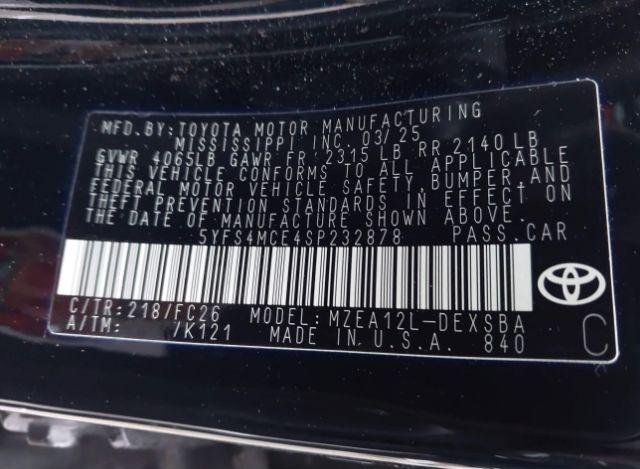 MFD.BY:TOYOTA MOTOR MANUFACTURING
MISSISSIPPI INC 03/25
GVWR 4065LB GAWR FR 2315 LB RR 2140 LB
THIS VEHICLE CONFORMS TO ALL APPLICABLE
FEDERAL MOTOR VEHICLE SAFETY,BUMPER,AND
THEFT PREVENTION STANDARDS IN EFFECT ON
THE DATE OF MANUFACTURE SHOWN ABOVE.
5YFS4MCE4SP232878 PASS.CAR
C/TR:218/FC26 MODEL:MZEA12L-DEXSBA
A/TM: /K121 MADE IN U.S.A. 840
C